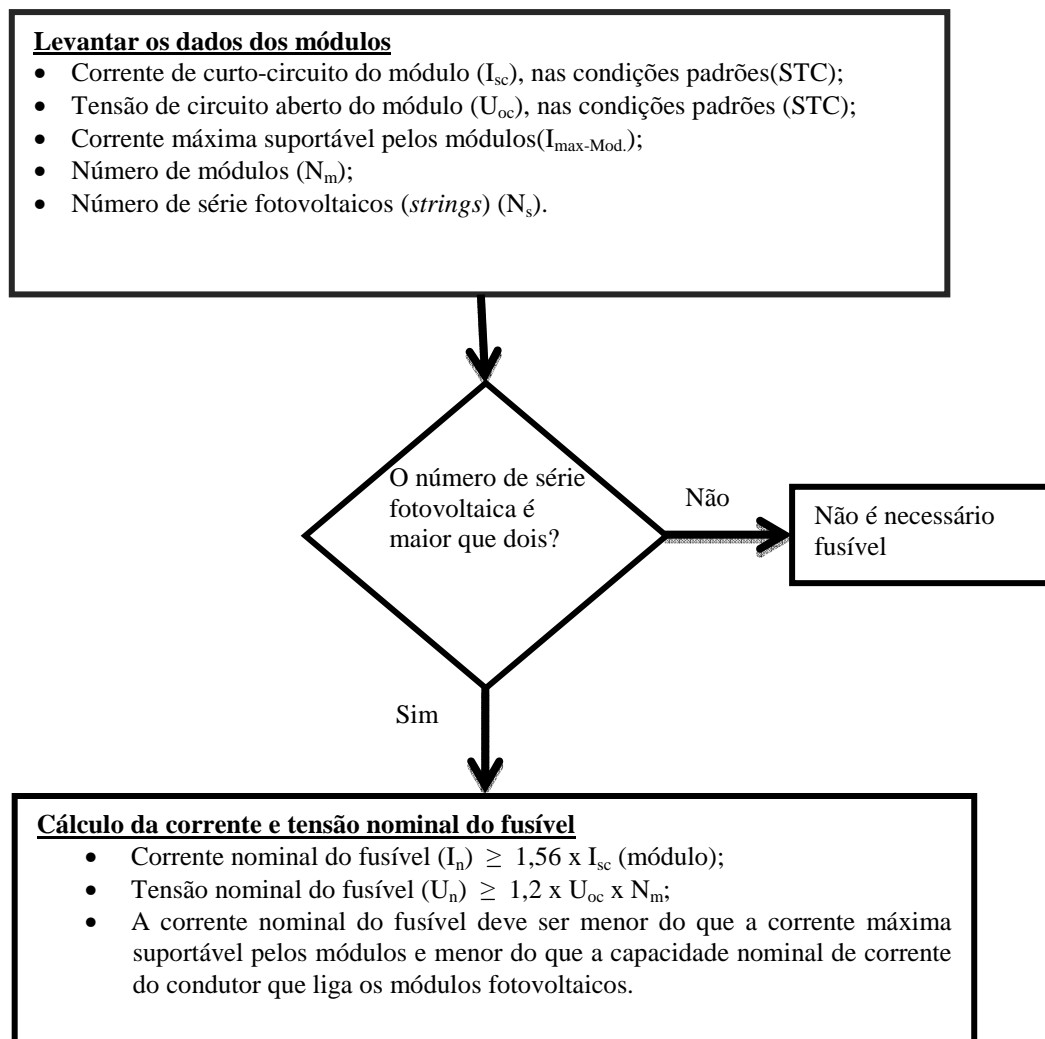 Levantar os dados dos módulos
• Corrente de curto-circuito do módulo (Isc), nas condições padrões(STC);
• Tensão de circuito aberto do módulo (Uoc), nas condições padrões (STC);
• Corrente máxima suportável pelos módulos(Imax-Mod.);
• Número de módulos (Nm);
• Número de série fotovoltaicos (strings) (Ns).
O número de série
fotovoltaica é
maior que dois?
Não
Não é necessário
fusível
Sim
Cálculo da corrente e tensão nominal do fusível
• Corrente nominal do fusível (In) ≥ 1,56 x Isc (módulo);
• Tensão nominal do fusível (Un) ≥ 1,2 x Uoc x Nm;
• A corrente nominal do fusível deve ser menor do que a corrente máxima
suportável pelos módulos e menor do que a capacidade nominal de corrente
do condutor que liga os módulos fotovoltaicos.